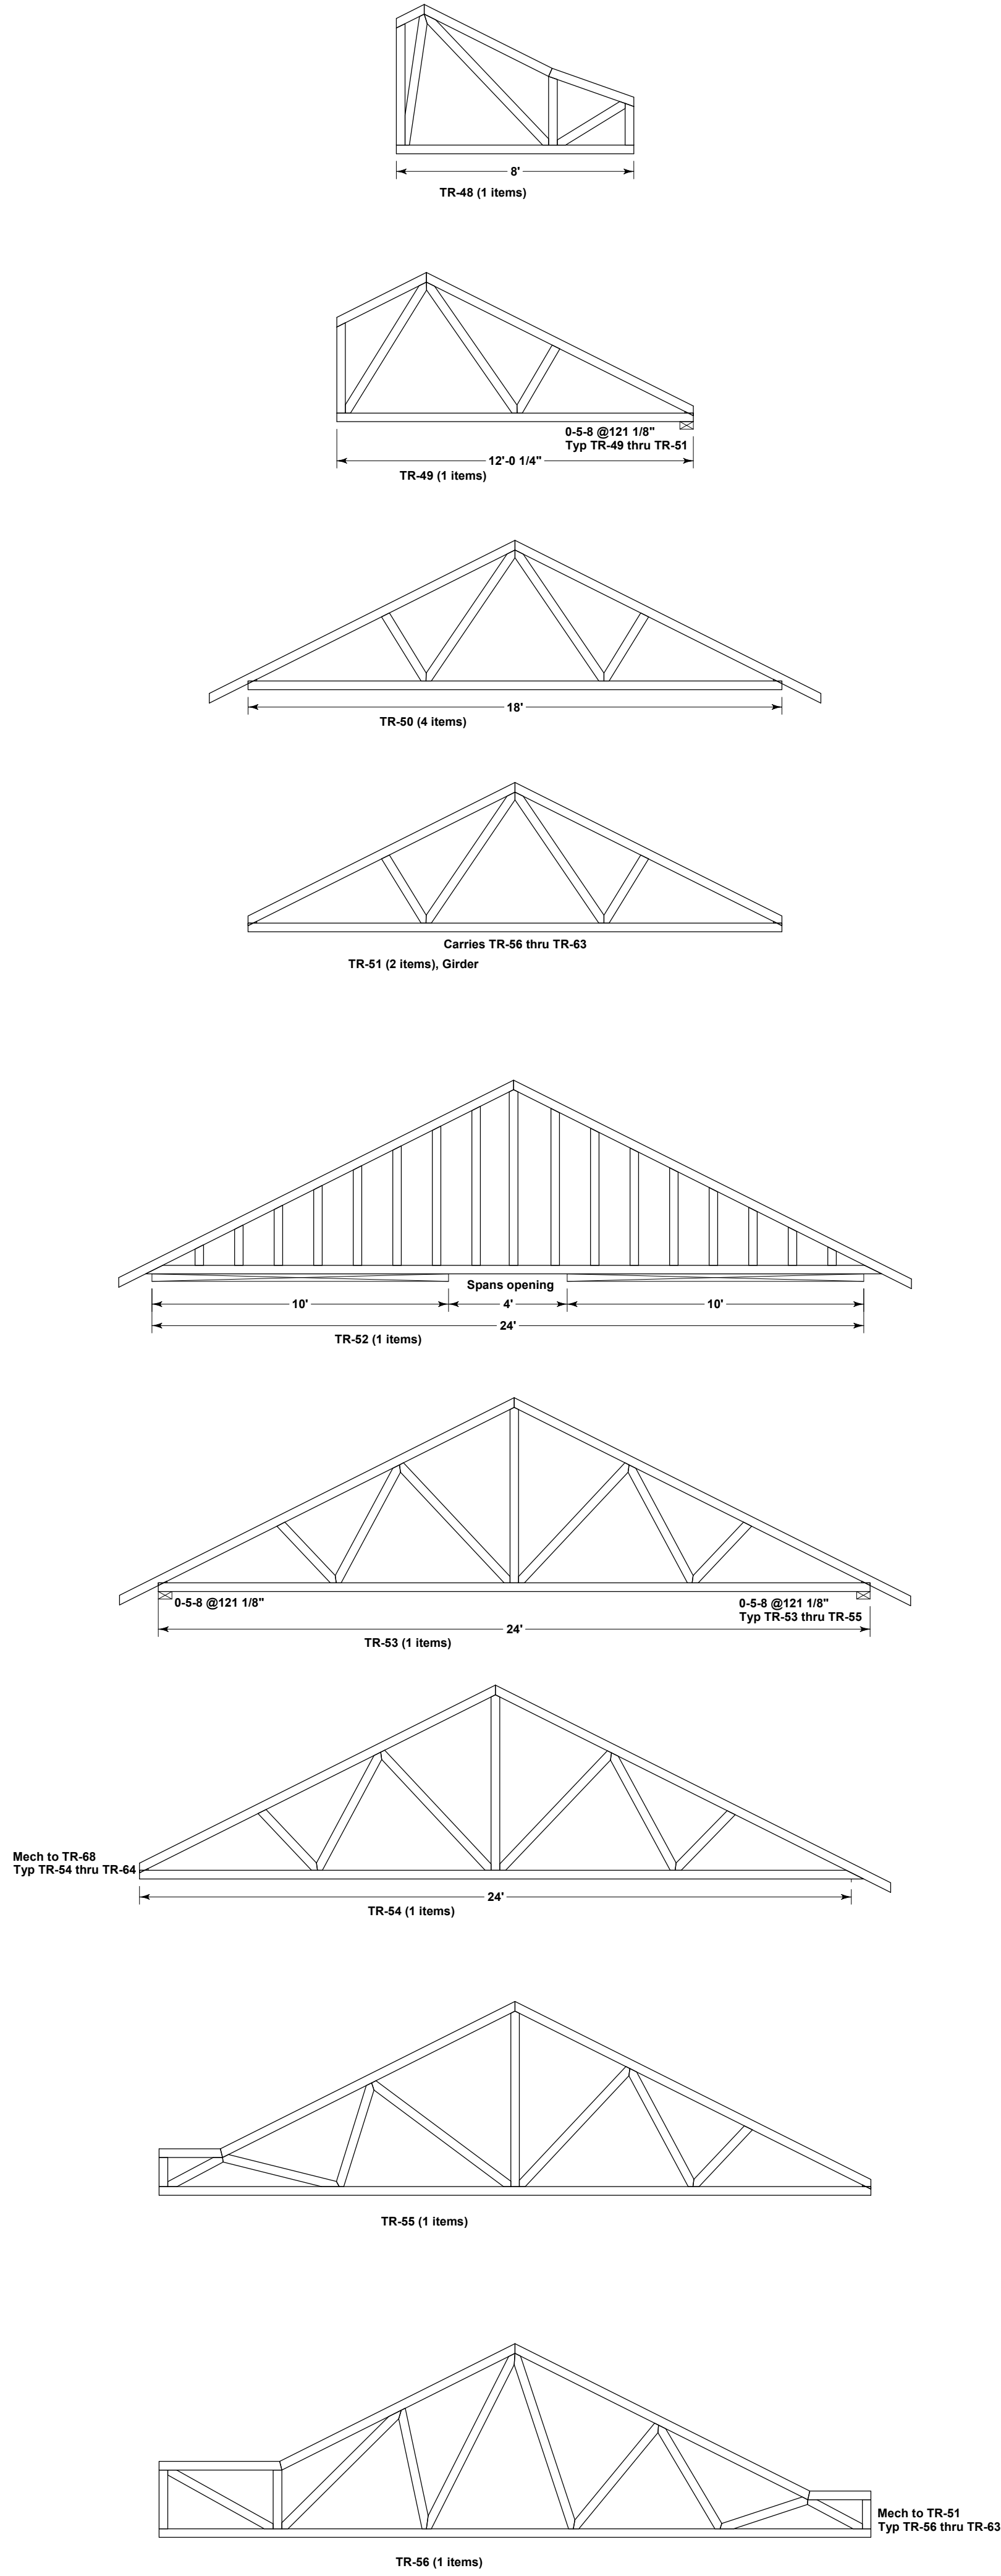 8'
TR-48 (1 items)
0-5-8 @121 1/8"
Typ TR-49 thru TR-51
12'-0 1/4"
TR-49 (1 items)
18'
TR-50 (4 items)
Carries TR-56 thru TR-63
TR-51 (2 items), Girder
Spans opening
10' 4' 10'
24'
TR-52 (1 items)
0-5-8 @121 1/8" 0-5-8 @121 1/8"
Typ TR-53 thru TR-55
24'
TR-53 (1 items)
Mech to TR-68
Typ TR-54 thru TR-64
24'
TR-54 (1 items)
TR-55 (1 items)
Mech to TR-51
Typ TR-56 thru TR-63
TR-56 (1 items)